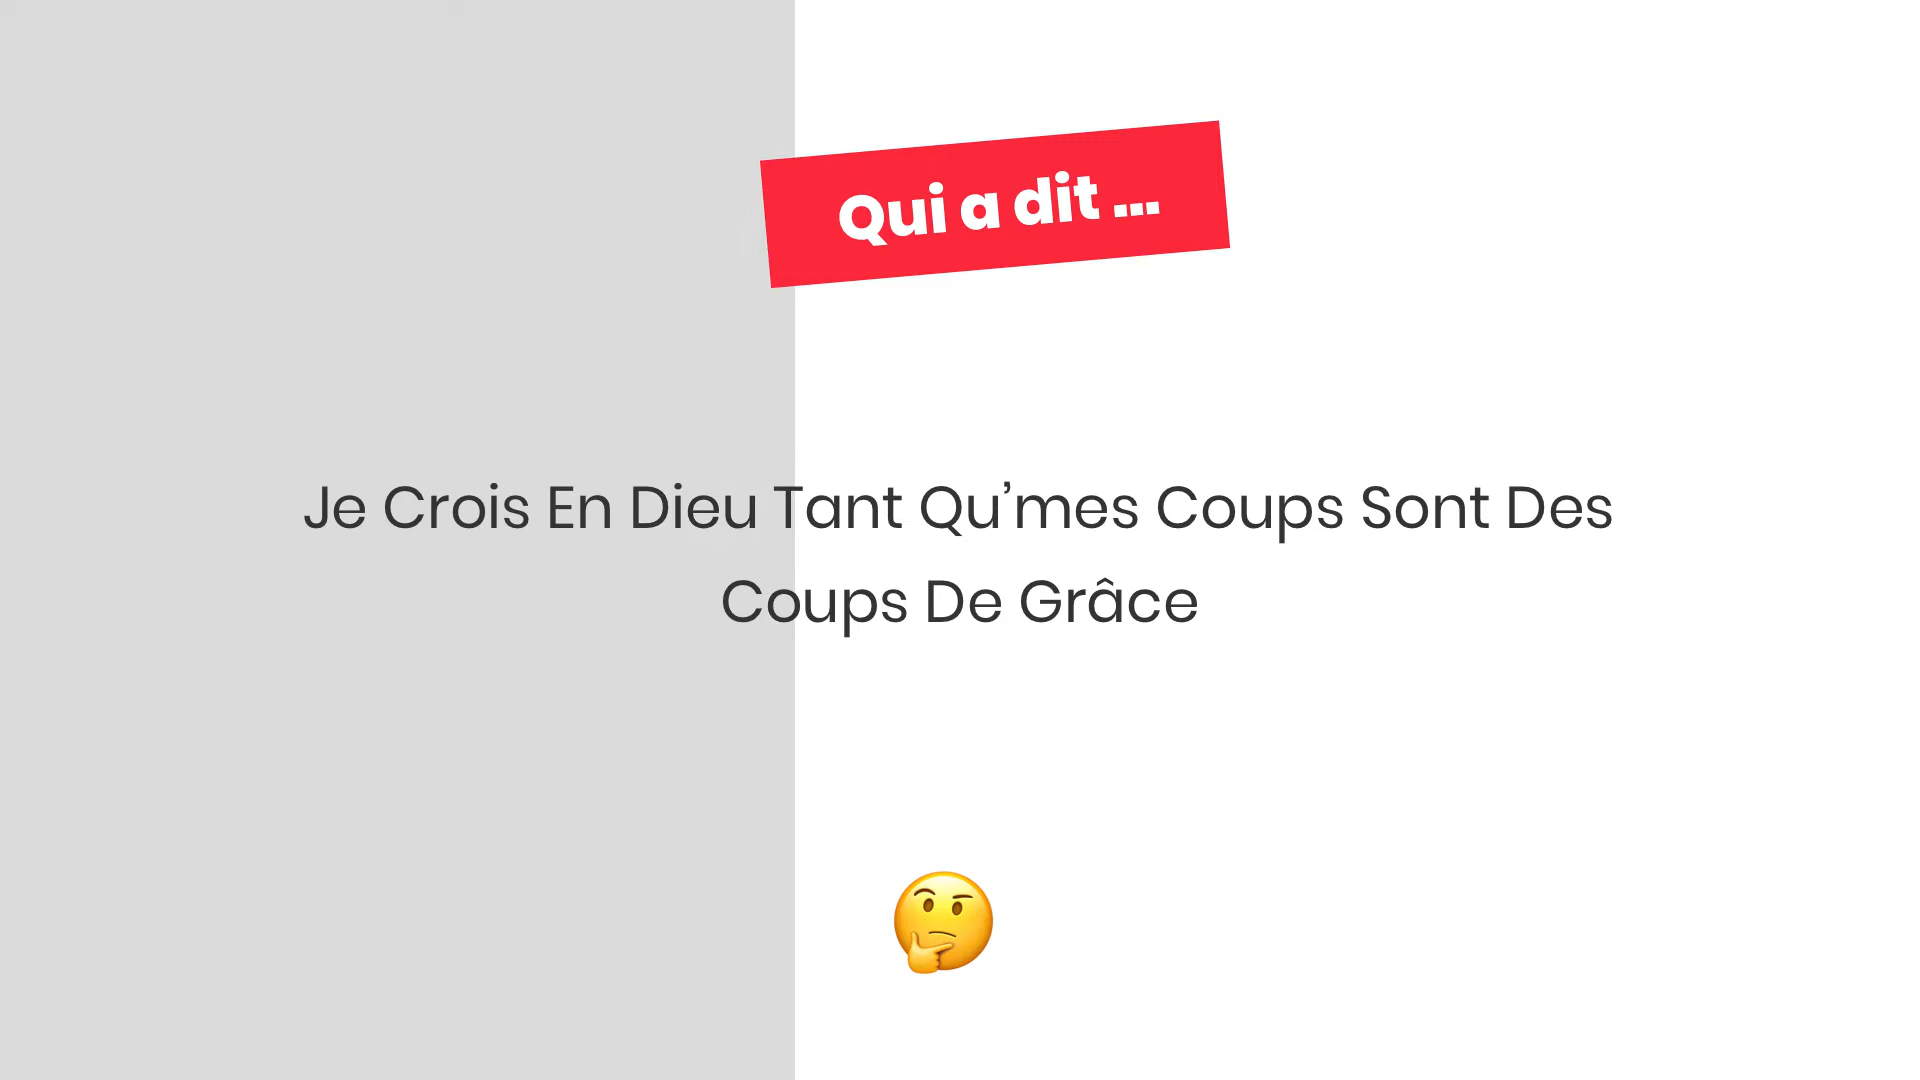 Qui a dit ...
Je Crois En Dieu Tant Qu’mes Coups Sont Des
Coups De Grâce